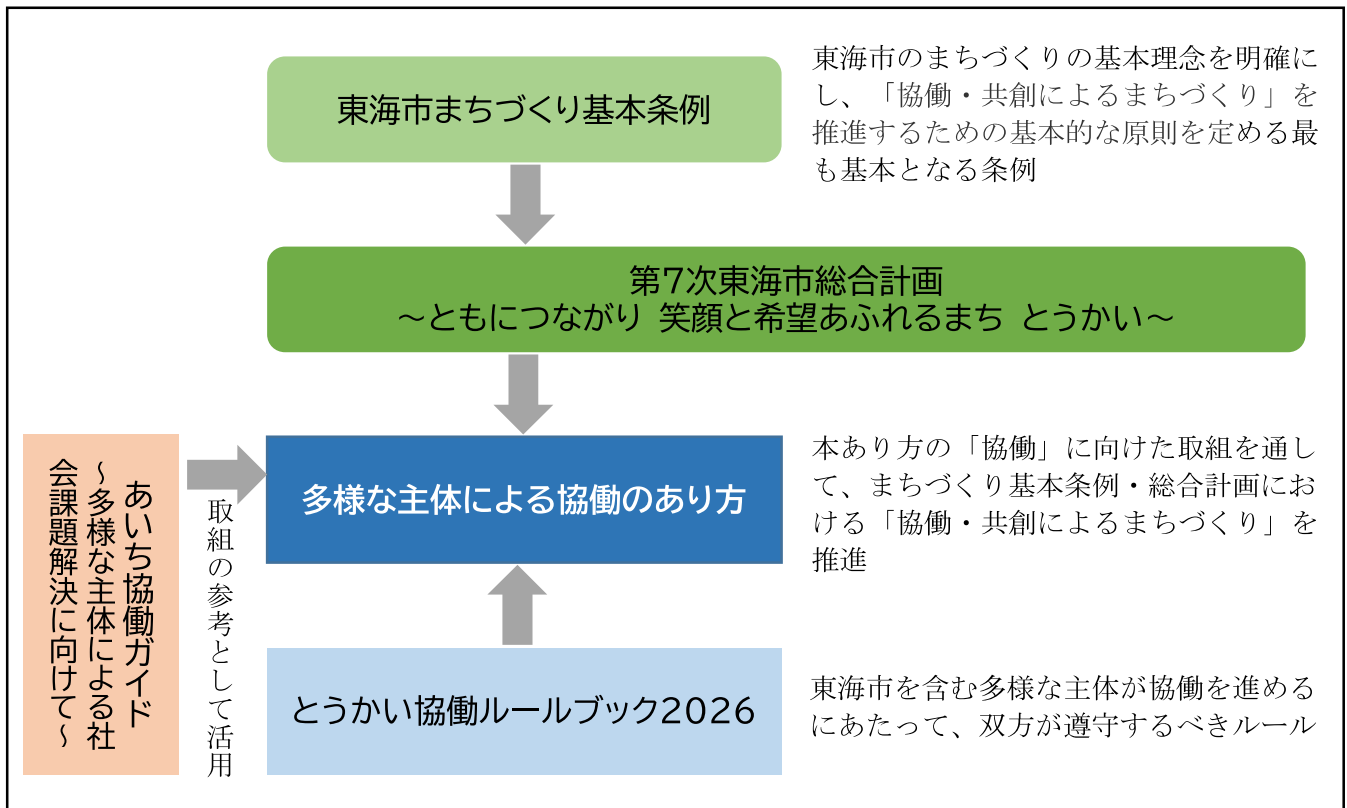 東海市まちづくり基本条例
東海市のまちづくりの基本理念を明確に
し、「協働・共創によるまちづくり」を
推進するための基本的な原則を定める最
も基本となる条例
第7次東海市総合計画
～ともにつながり 笑顔と希望あふれるまち とうかい～
あいち協働ガイド
～多様な主体による社
会課題解決に向けて～
取組の参考として活用
多様な主体による協働のあり方
本あり方の「協働」に向けた取組を通し
て、まちづくり基本条例・総合計画にお
ける「協働・共創によるまちづくり」を
推進
とうかい協働ルールブック2026
東海市を含む多様な主体が協働を進める
にあたって、双方が遵守するべきルール